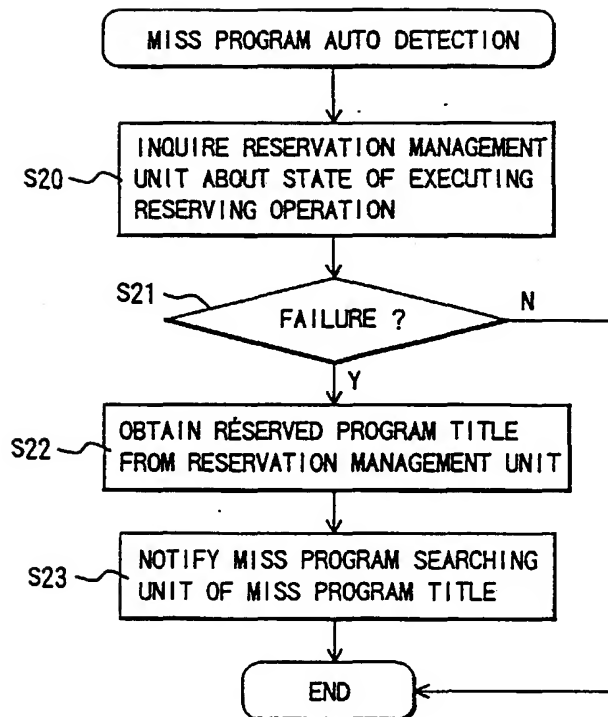 MISS PROGRAM AUTO DETECTION
S20
INQUIRE RESERVATION MANAGEMENT
UNIT ABOUT STATE OF EXECUTING
RESERVING OPERATION
S21
FAILURE ?
N
Y
S22
OBTAIN RESERVED PROGRAM TITLE
FROM RESERVATION MANAGEMENT UNIT
S23
NOTIFY MISS PROGRAM SEARCHING
UNIT OF MISS PROGRAM TITLE
END